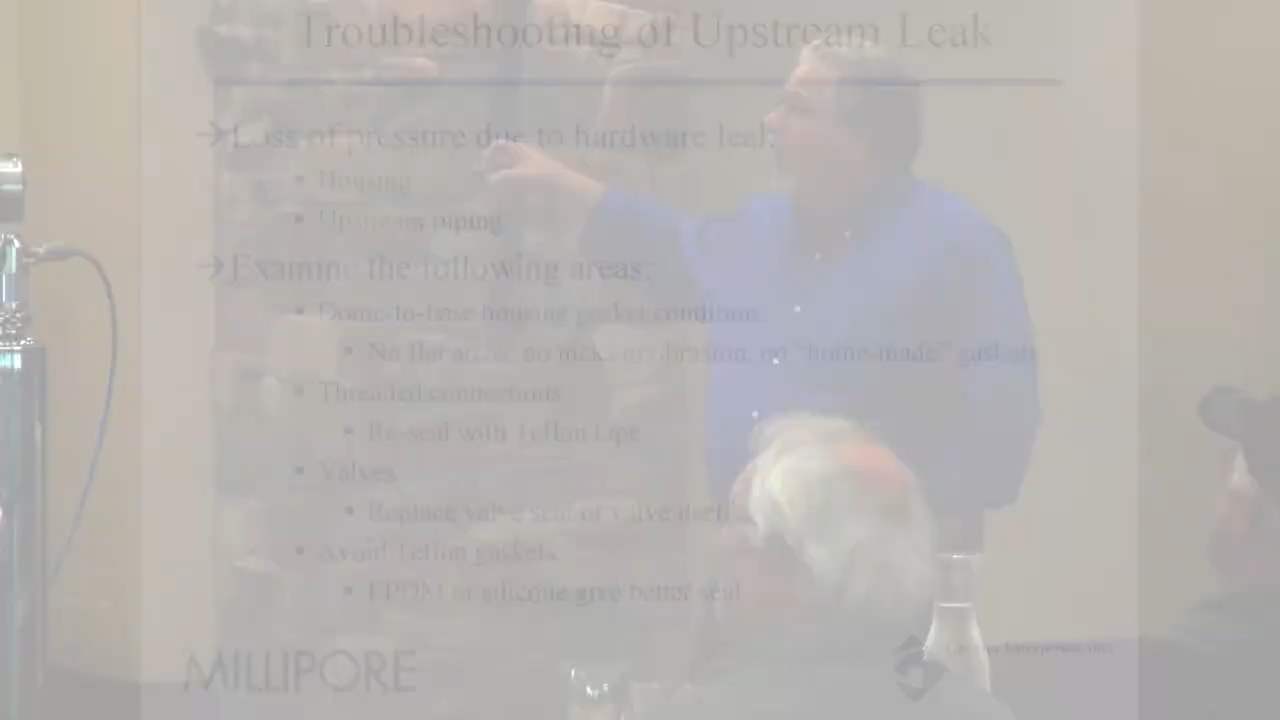 Troubleshooting of Upstream Leak
→ Loss of pressure due to hardware leak:
• Housing
• Upstream piping
→ Examine the following areas:
• Dome-to-base housing gasket condition
• No flat areas, no nicks or abrasion, no "home-made" gaskets
• Threaded connections
• Re-seal with Teflon tape
• Valves
• Replace valve seat or valve itself
• Avoid Teflon gaskets
• EPDM or silicone give better seal
MILLIPORE